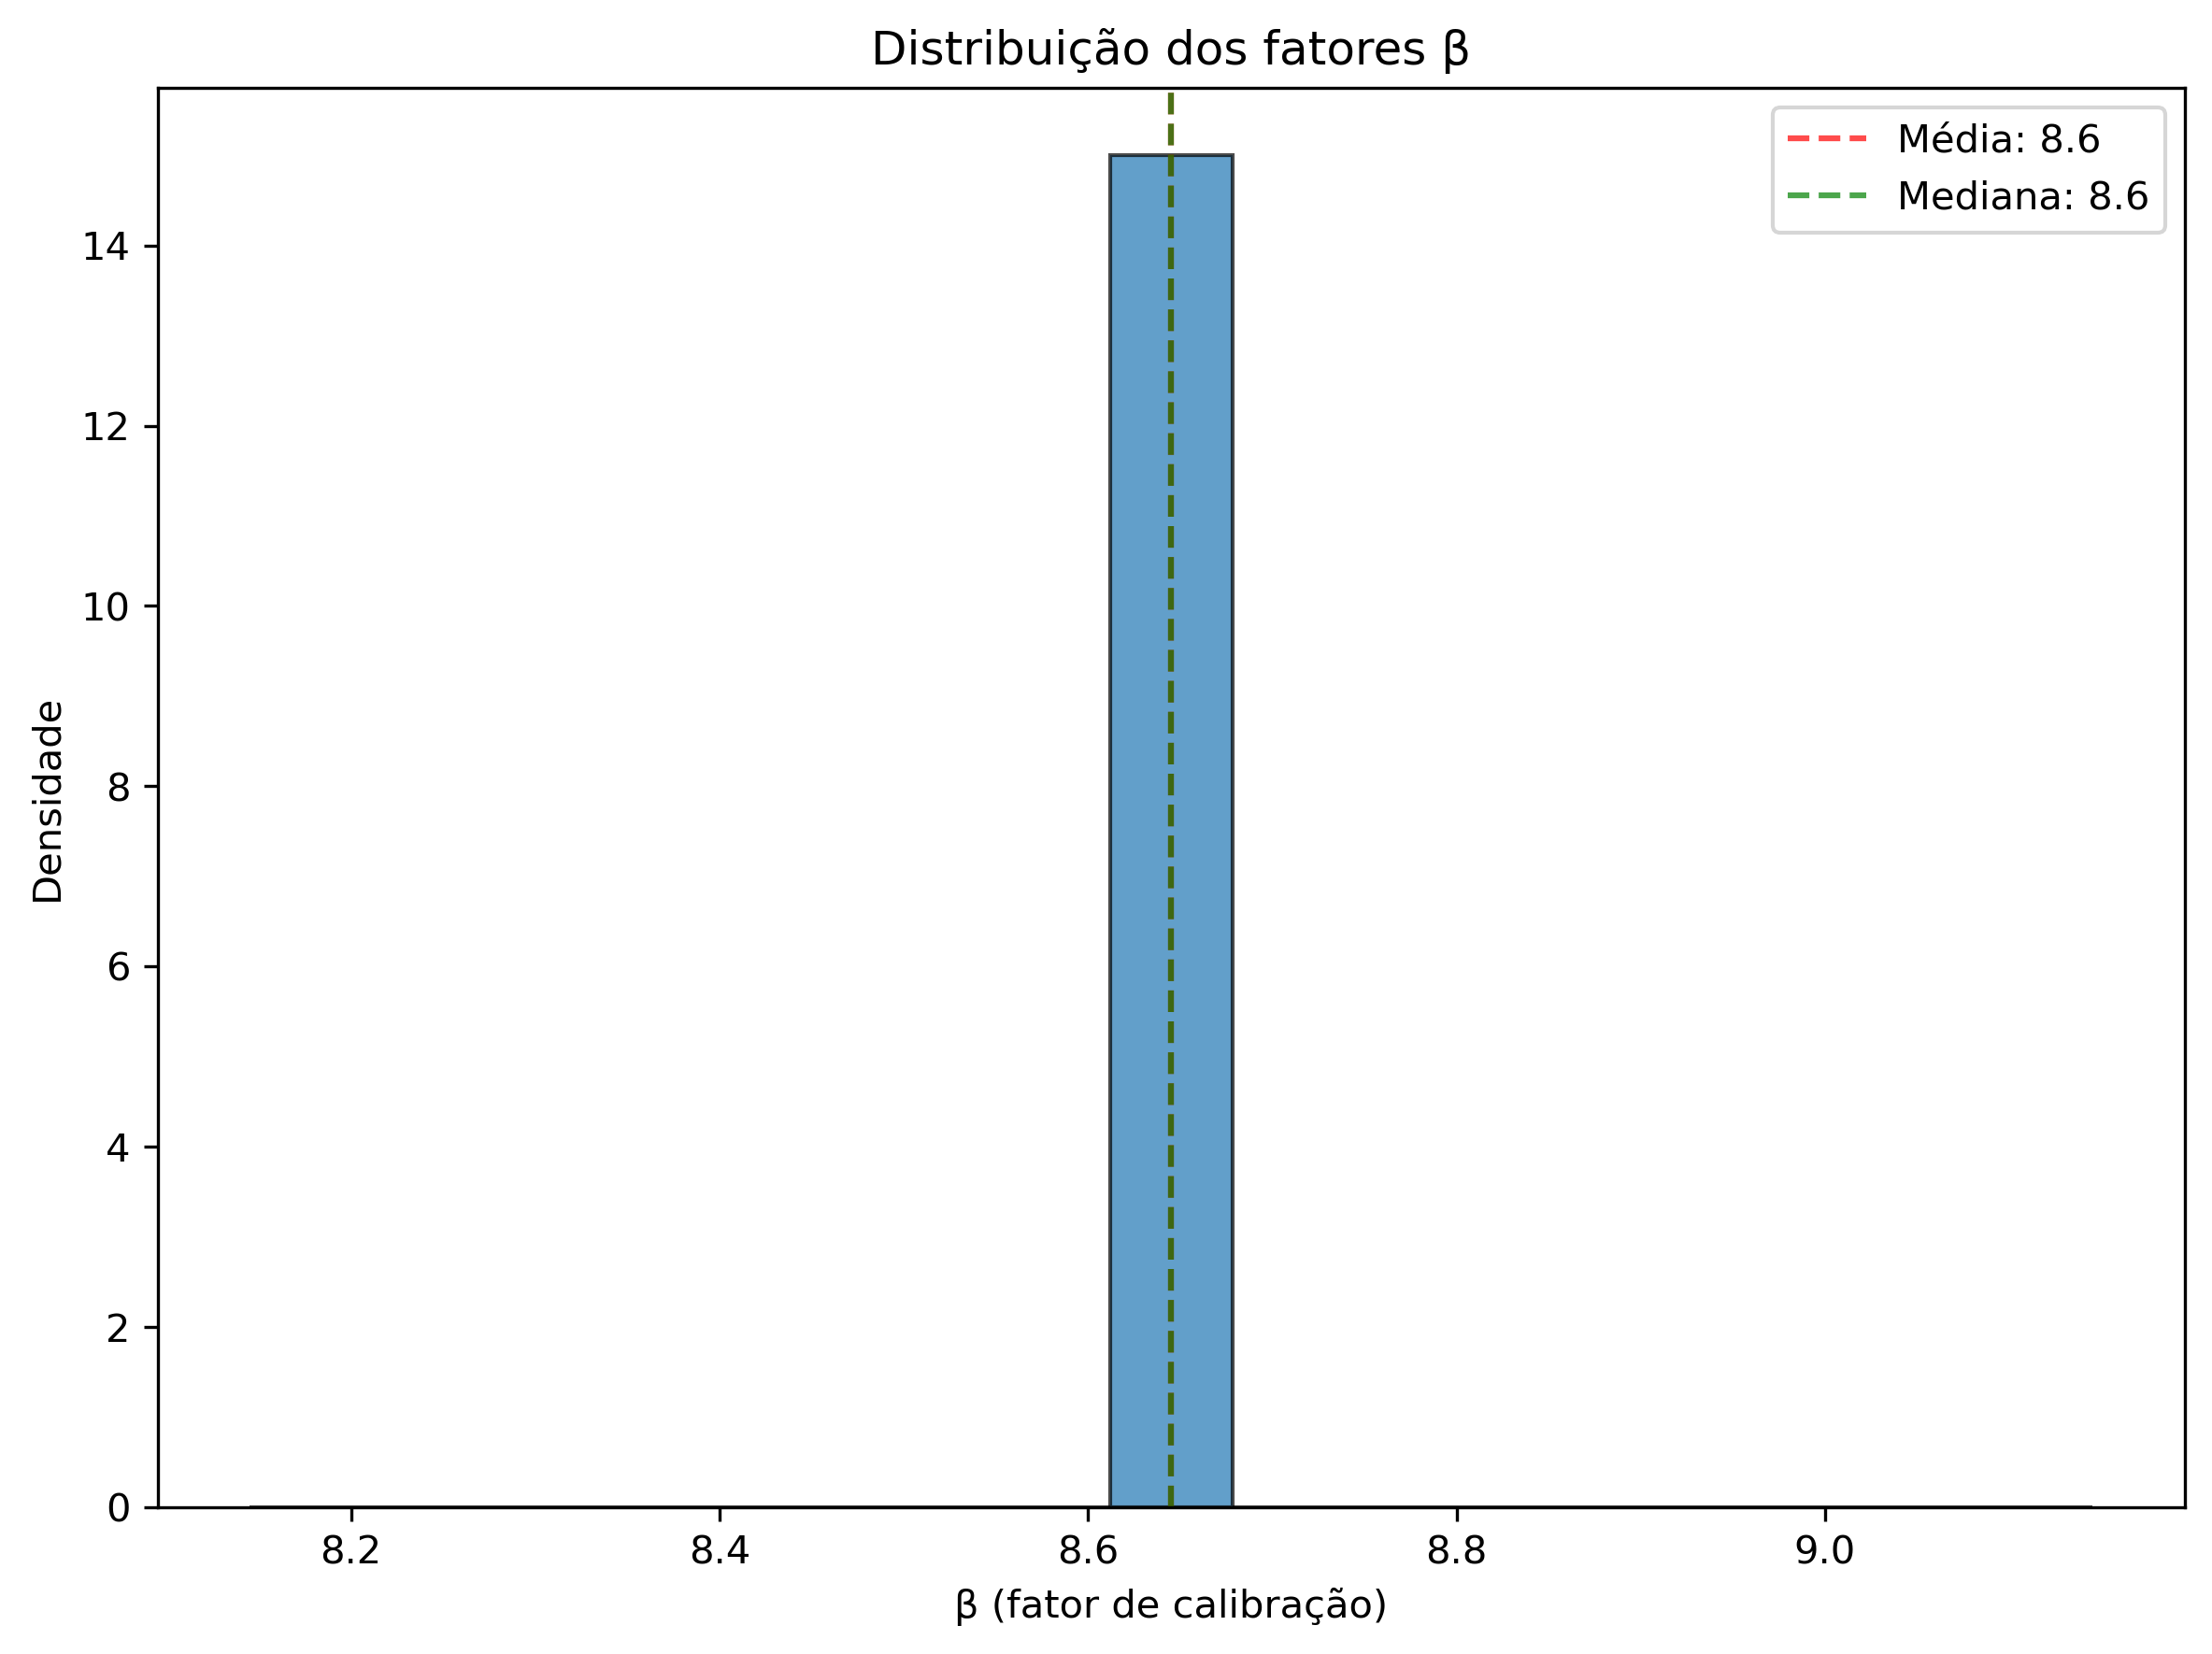 Distribuição dos fatores β
Média: 8.6
Mediana: 8.6
14
12
10
8
6
4
2
0
Densidade
8.2
8.4
8.6
8.8
9.0
β (fator de calibração)